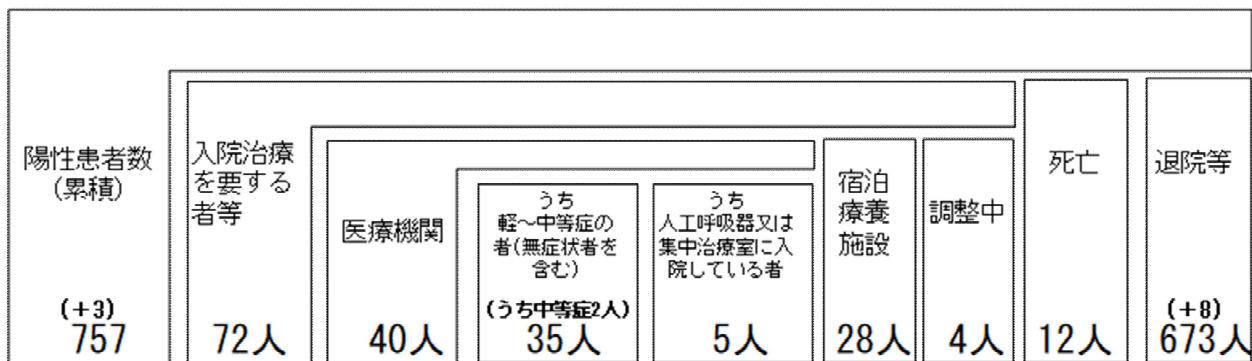 陽性患者数
(累積)
(+3)
757
入院治療
を要する
者等
72人
医療機関
40人
うち
軽~中等症の
者(無症状者を
含む)
(うち中等症2人)
35人
うち
人工呼吸器又は
集中治療室に入
院している者
5人
宿泊
療養
施設
28人
調整中
4人
死亡
12人
退院等
(+8)
673人